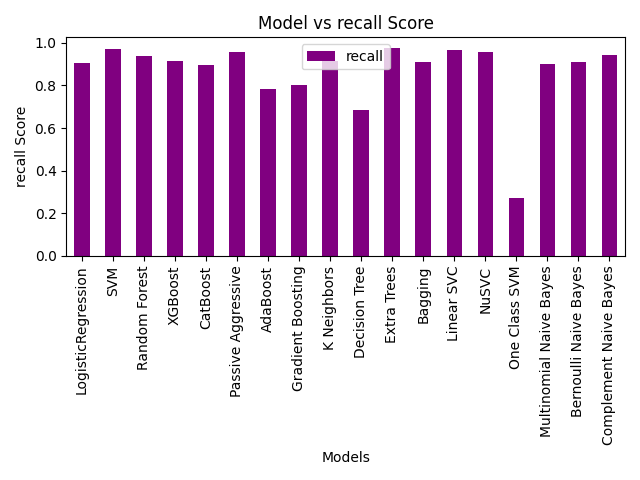 Model vs recall Score
recall
recall Score
1.0
0.8
0.6
0.4
0.2
0.0
LogisticRegression
SVM
Random Forest
XGBoost
CatBoost
Passive Aggressive
AdaBoost
Gradient Boosting
K Neighbors
Decision Tree
Extra Trees
Bagging
Linear SVC
NuSVC
One Class SVM
Multinomial Naive Bayes
Bernoulli Naive Bayes
Complement Naive Bayes
Models